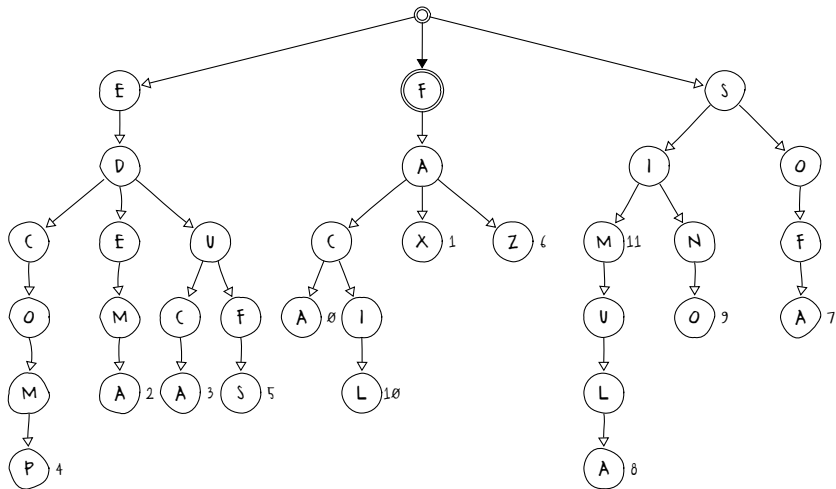 E F S
D A I O
C E U C X 1 Z 6 M 11 N F
O M C F A 0 I U O 9 A 7
M A 2 A 3 S 5 L 10 L
P 4 A 8